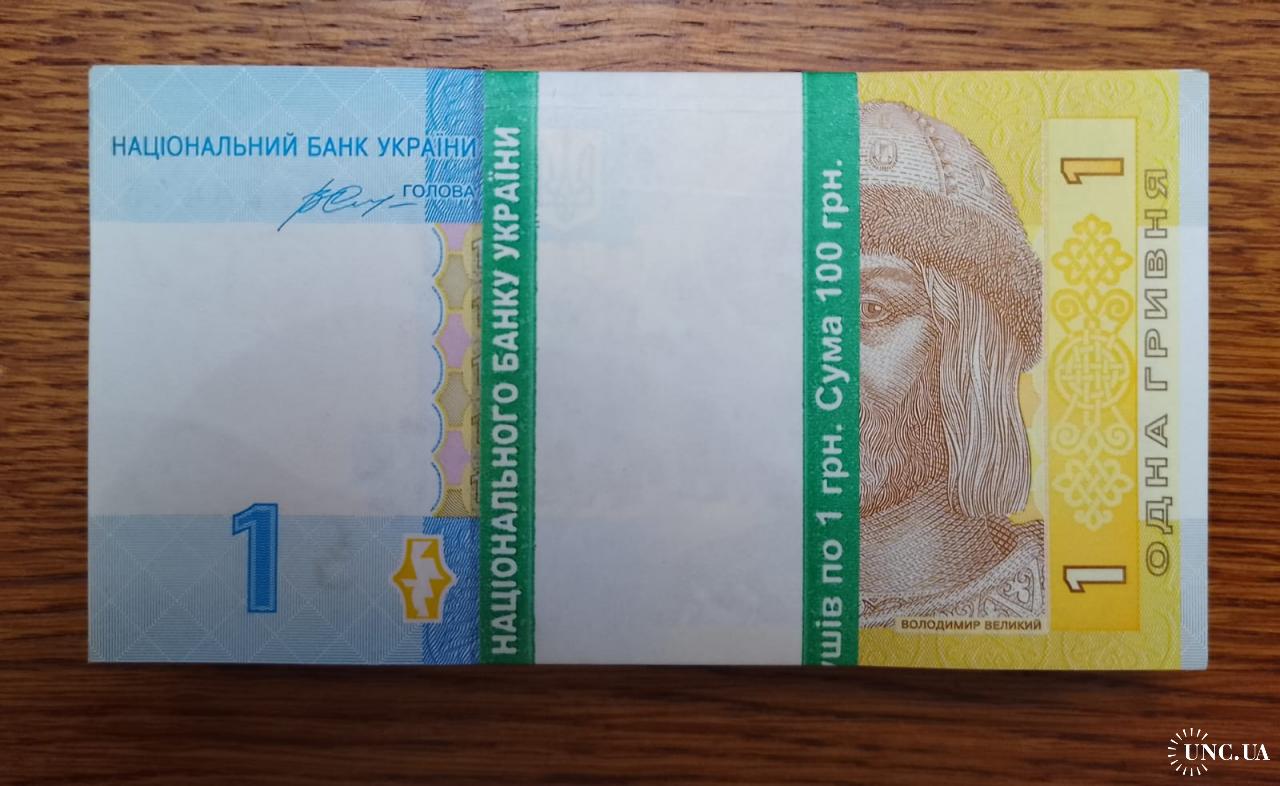 НАЦІОНАЛЬНИЙ БАНК УКРАЇНИ
ГОЛОВА
1
НАЦІОНАЛЬНОГО БАНКУ УКРАЇНИ
ушів по 1 грн. Сума 100 грн.
1
ОДНА ГРИВНЯ
1
ВОЛОДИМИР ВЕЛИКИЙ
UNC.UA